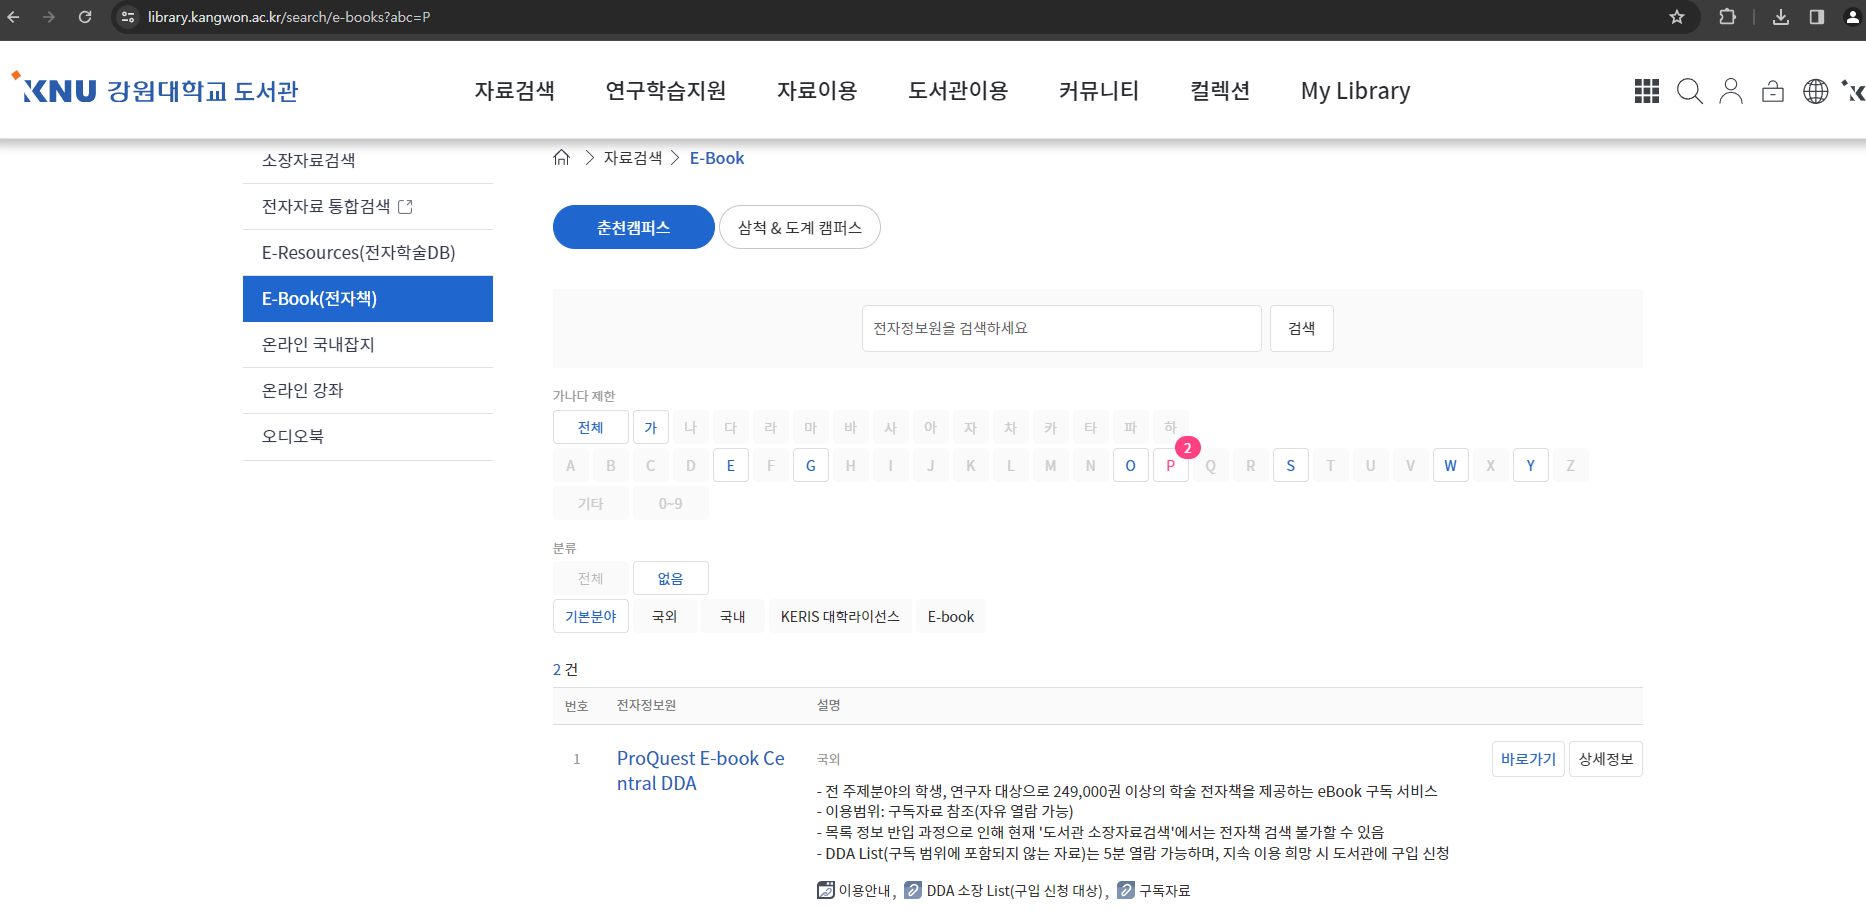 library.kangwon.ac.kr/search/e-books?abc=P
KNU 강원대학교 도서관
자료검색 연구학습지원 자료이용 도서관이용 커뮤니티 컬렉션 My Library
소장자료검색
전자자료 통합검색
E-Resources(전자학술DB)
E-Book(전자책)
온라인 국내잡지
온라인 강좌
오디오북
자료검색 E-Book
춘천캠퍼스 삼척 & 도계 캠퍼스
전자정보원을 검색하세요 검색
가나다 제한
전체 가 나 다 라 마 바 사 아 자 차 카 타 파 하
2
A B C D E F G H I J K L M N O P Q R S T U V W X Y Z
기타 0~9
분류
전체 없음
기본분야 국외 국내 KERIS 대학라이선스 E-book
2 건
번호 전자정보원 설명
1 ProQuest E-book Ce
ntral DDA
국외 바로가기 상세정보
- 전 주제분야의 학생, 연구자 대상으로 249,000권 이상의 학술 전자책을 제공하는 eBook 구독 서비스
- 이용범위: 구독자료 참조(자유 열람 가능)
- 목록 정보 반입 과정으로 인해 현재 '도서관 소장자료검색'에서는 전자책 검색 불가할 수 있음
- DDA List(구독 범위에 포함되지 않는 자료)는 5분 열람 가능하며, 지속 이용 희망 시 도서관에 구입 신청
이용안내, DDA 소장 List(구입 신청 대상), 구독자료